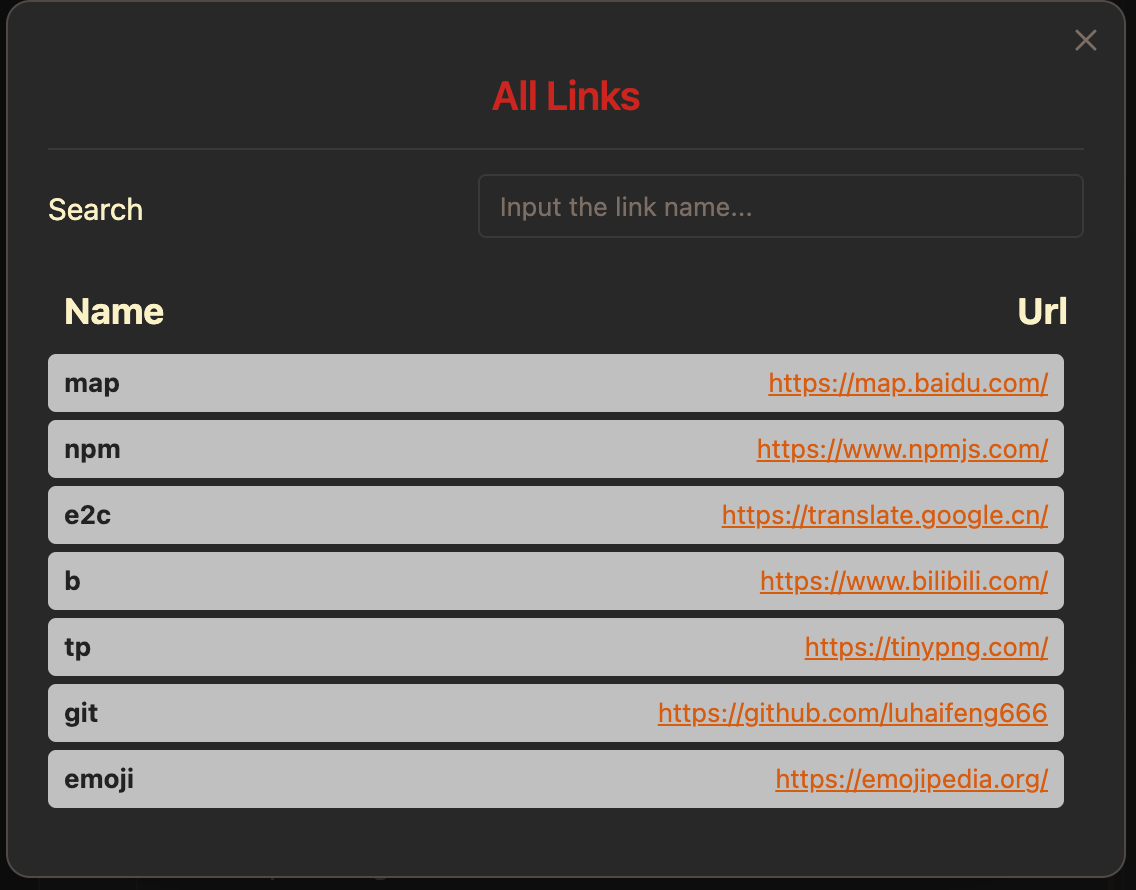 All Links
Search
Input the link name...
Name Url
map https://map.baidu.com/
npm https://www.npmjs.com/
e2c https://translate.google.cn/
b https://www.bilibili.com/
tp https://tinypng.com/
git https://github.com/luhaifeng666
emoji https://emojipedia.org/